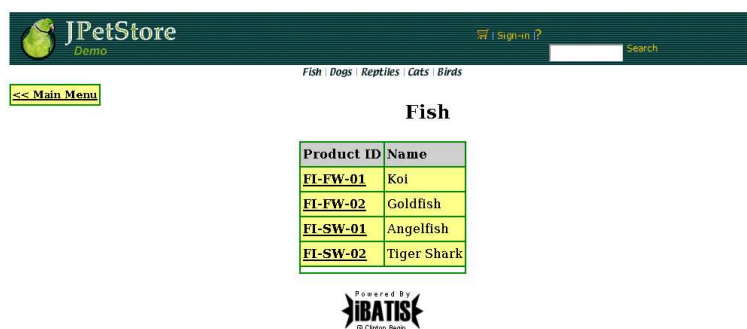 JPetStore
Demo
| Sign-in |?
Search
Fish | Dogs | Reptiles | Cats | Birds
<< Main Menu
Fish
Product ID Name
FI-FW-01 Koi
FI-FW-02 Goldfish
FI-SW-01 Angelfish
FI-SW-02 Tiger Shark
Powered By
iBATIS
@ Clinton Begin